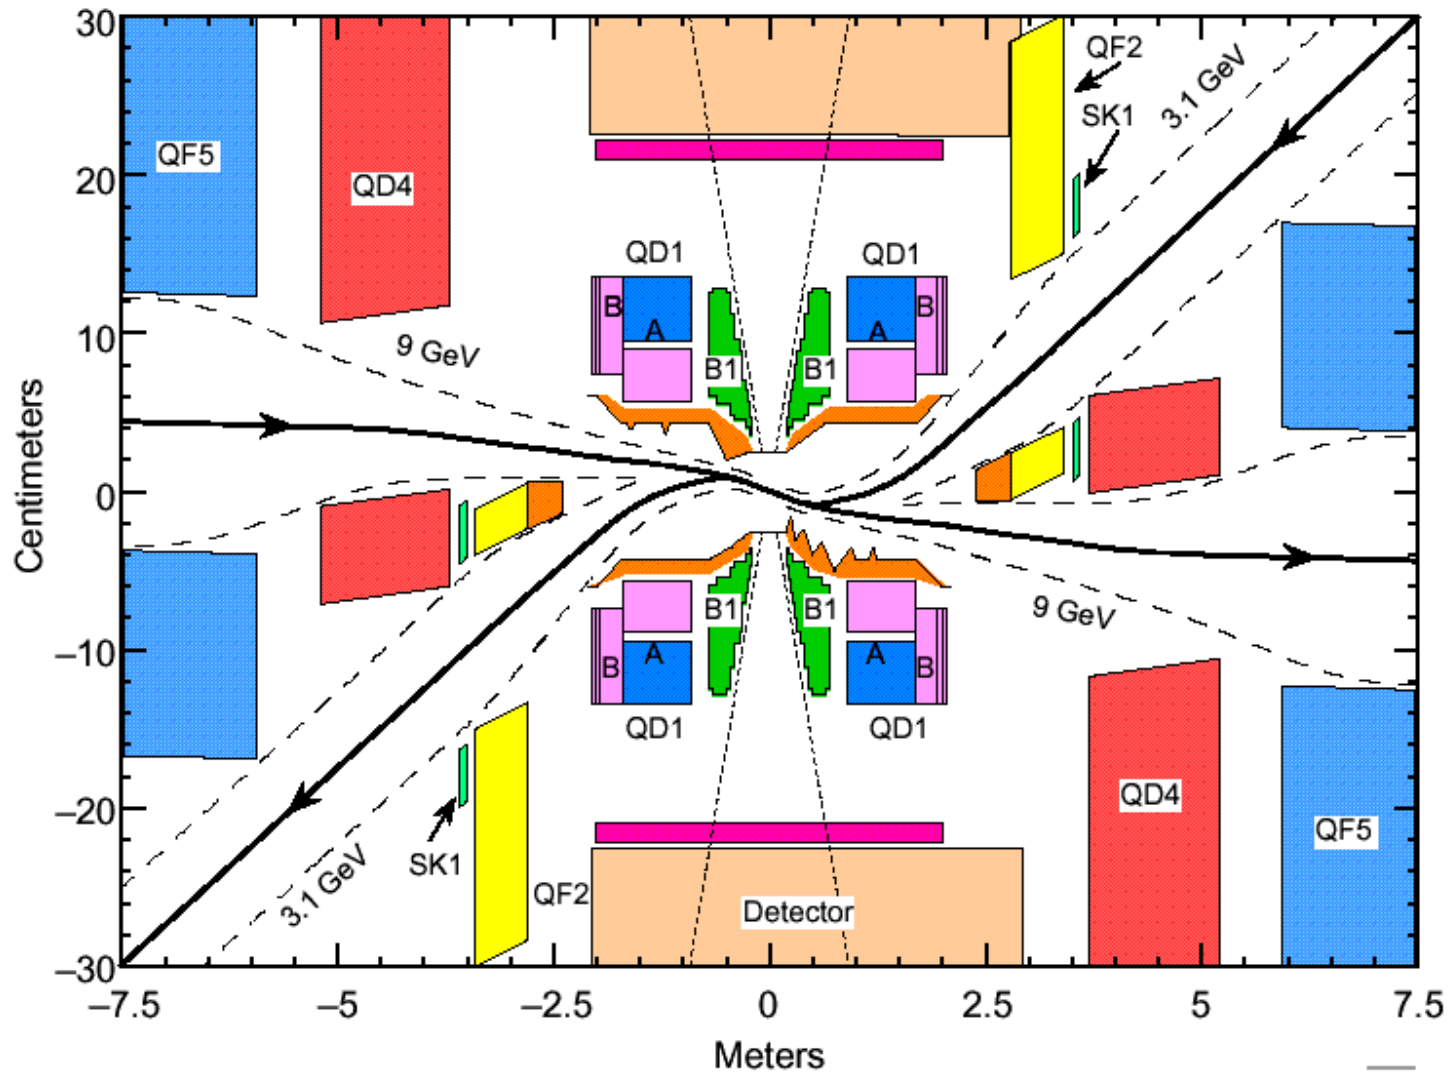 30
20
10
0
–10
–20
–30
Centimeters
–7.5
–5
–2.5
0
2.5
5
7.5
Meters
QF5
QD4
QF2
SK1
3.1 GeV
QD1
QD1
B
A
B1
B1
A
B
9 GeV
9 GeV
B
A
B1
B1
A
B
QD1
QD1
SK1
QF2
3.1 GeV
Detector
QD4
QF5